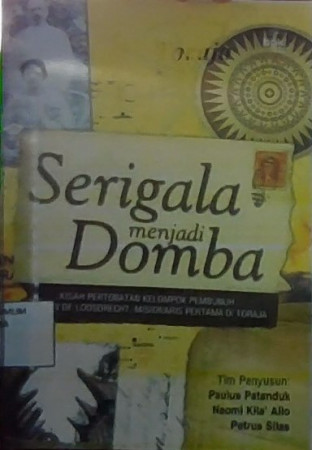 Serigala
menjadi
Domba
KISAH PERTOBATAN KELOMPOK PEMBUNUH
DE LOOSDRECHT, MISIONARIS PERTAMA DI TORAJA
Tim Penyusun:
Paulus Patanduk
Naomi Kila' Allo
Petrus Silas